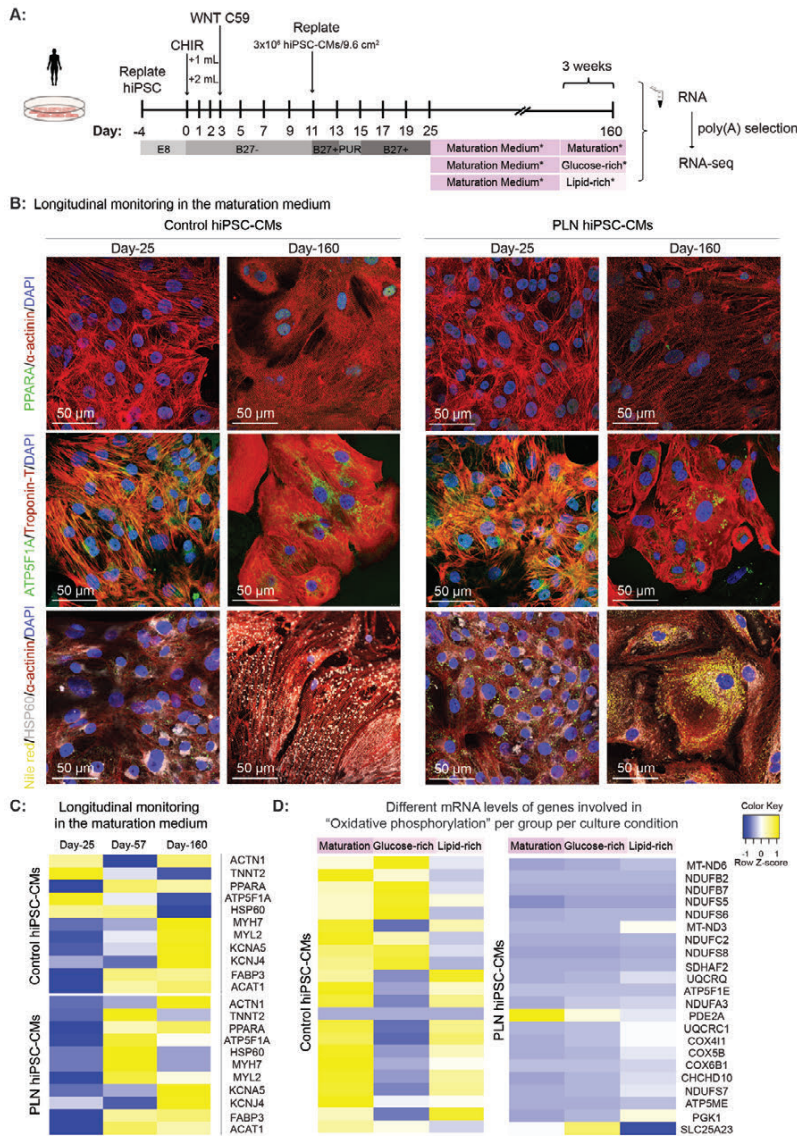 A:
WNT C59
CHIR
+1 mL
+2 mL
Replate
3x10⁶ hiPSC-CMs/9.6 cm²
Replate
hiPSC
3 weeks
RNA
poly(A) selection
RNA-seq
Day: -4 0 1 2 3 5 7 9 11 13 15 17 19 25 160
E8 B27- B27+ PUR B27+ Maturation Medium* Maturation*
Maturation Medium* Glucose-rich*
Maturation Medium* Lipid-rich*
B: Longitudinal monitoring in the maturation medium
Control hiPSC-CMs PLN hiPSC-CMs
Day-25 Day-160 Day-25 Day-160
PPARA/α-actinin/DAPI
50 µm 50 µm 50 µm 50 µm
ATP5F1A/Troponin-T/DAPI
50 µm 50 µm 50 µm 50 µm
Nile red/HSP60/α-actinin/DAPI
50 µm 50 µm 50 µm 50 µm
C: Longitudinal monitoring
in the maturation medium
Day-25 Day-57 Day-160
Control hiPSC-CMs
ACTN1
TNNT2
PPARA
ATP5F1A
HSP60
MYH7
MYL2
KCNA5
KCNJ4
FABP3
ACAT1
PLN hiPSC-CMs
ACTN1
TNNT2
PPARA
ATP5F1A
HSP60
MYH7
MYL2
KCNA5
KCNJ4
FABP3
ACAT1
D: Different mRNA levels of genes involved in
"Oxidative phosphorylation" per group per culture condition
Color Key
-1 0 1
Row Z-score
Maturation Glucose-rich Lipid-rich Maturation Glucose-rich Lipid-rich
Control hiPSC-CMs
PLN hiPSC-CMs
MT-ND6
NDUFB2
NDUFB7
NDUFS5
NDUFS6
MT-ND3
NDUFC2
NDUFS8
SDHAF2
UQCRQ
ATP5F1E
NDUFA3
PDE2A
UQCRC1
COX4I1
COX5B
COX6B1
CHCHD10
NDUFS7
ATP5ME
PGK1
SLC25A23